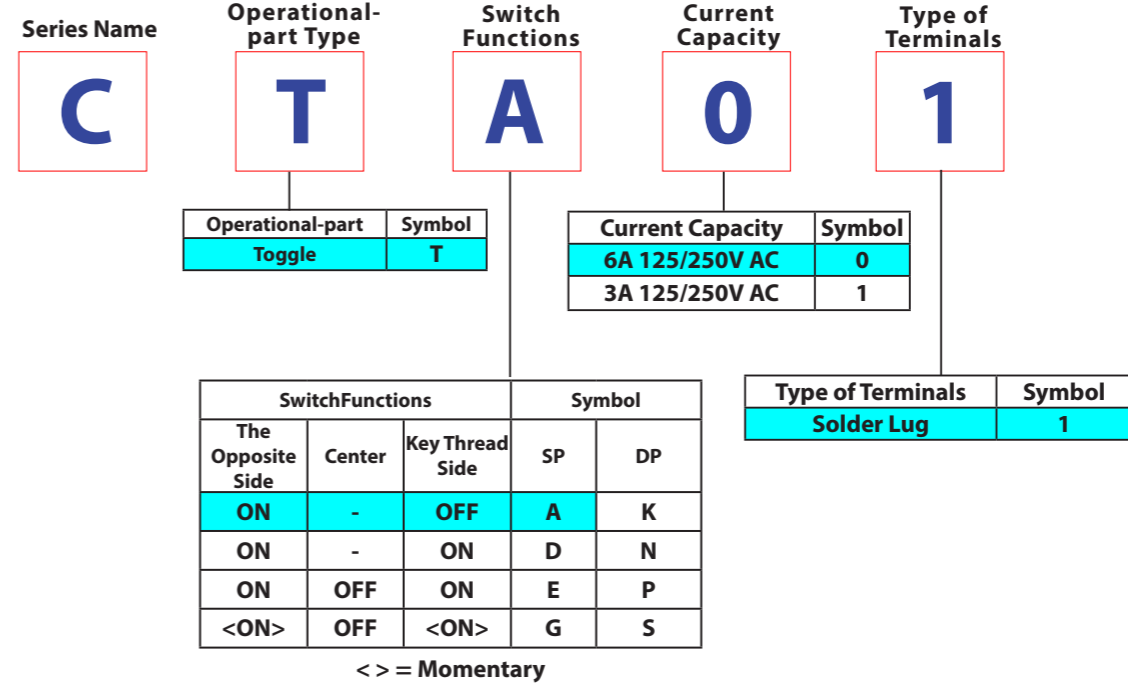 Series Name
Operational-
part Type
Switch
Functions
Current
Capacity
Type of
Terminals
C T A 0 1
Operational-part Symbol
Toggle T
Current Capacity Symbol
6A 125/250V AC 0
3A 125/250V AC 1
Type of Terminals Symbol
Solder Lug 1
SwitchFunctions Symbol
The
Opposite
Side
Center
Key Thread
Side
SP
DP
ON - OFF A K
ON - ON D N
ON OFF ON E P
<ON> OFF <ON> G S
< > = Momentary